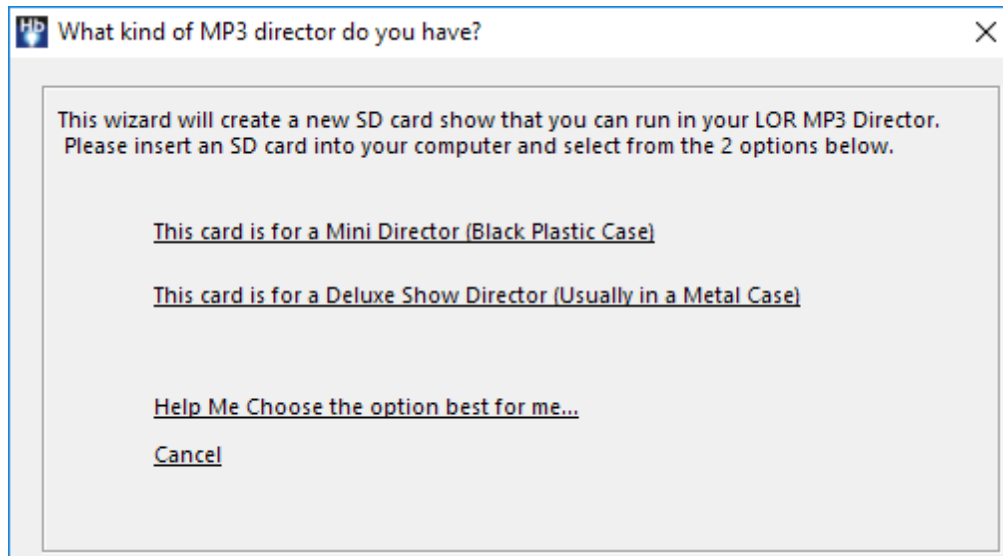 Hb
What kind of MP3 director do you have?
This wizard will create a new SD card show that you can run in your LOR MP3 Director.
Please insert an SD card into your computer and select from the 2 options below.
This card is for a Mini Director (Black Plastic Case)
This card is for a Deluxe Show Director (Usually in a Metal Case)
Help Me Choose the option best for me...
Cancel